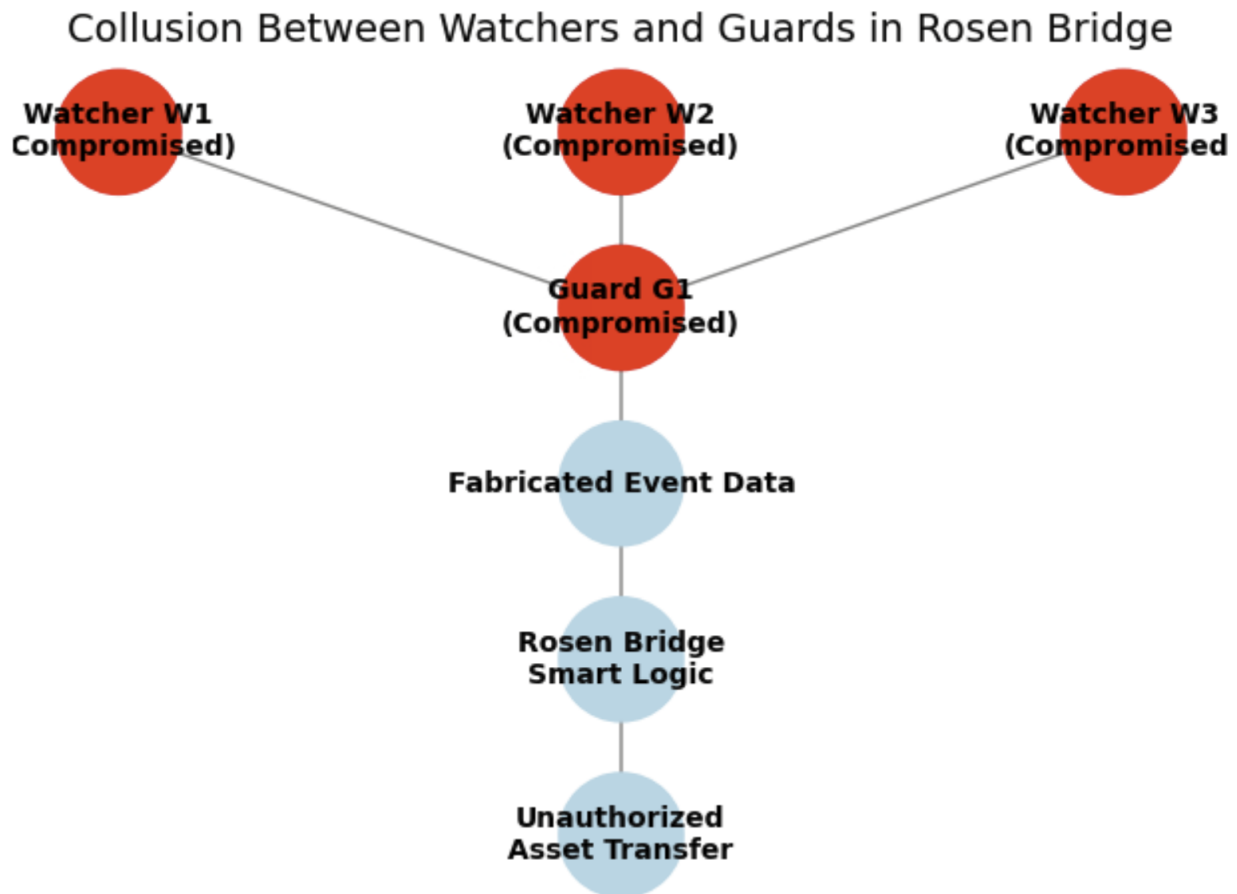 Collusion Between Watchers and Guards in Rosen Bridge
Watcher W1
Compromised)
Watcher W2
(Compromised)
Watcher W3
(Compromised
Guard G1
(Compromised)
Fabricated Event Data
Rosen Bridge
Smart Logic
Unauthorized
Asset Transfer